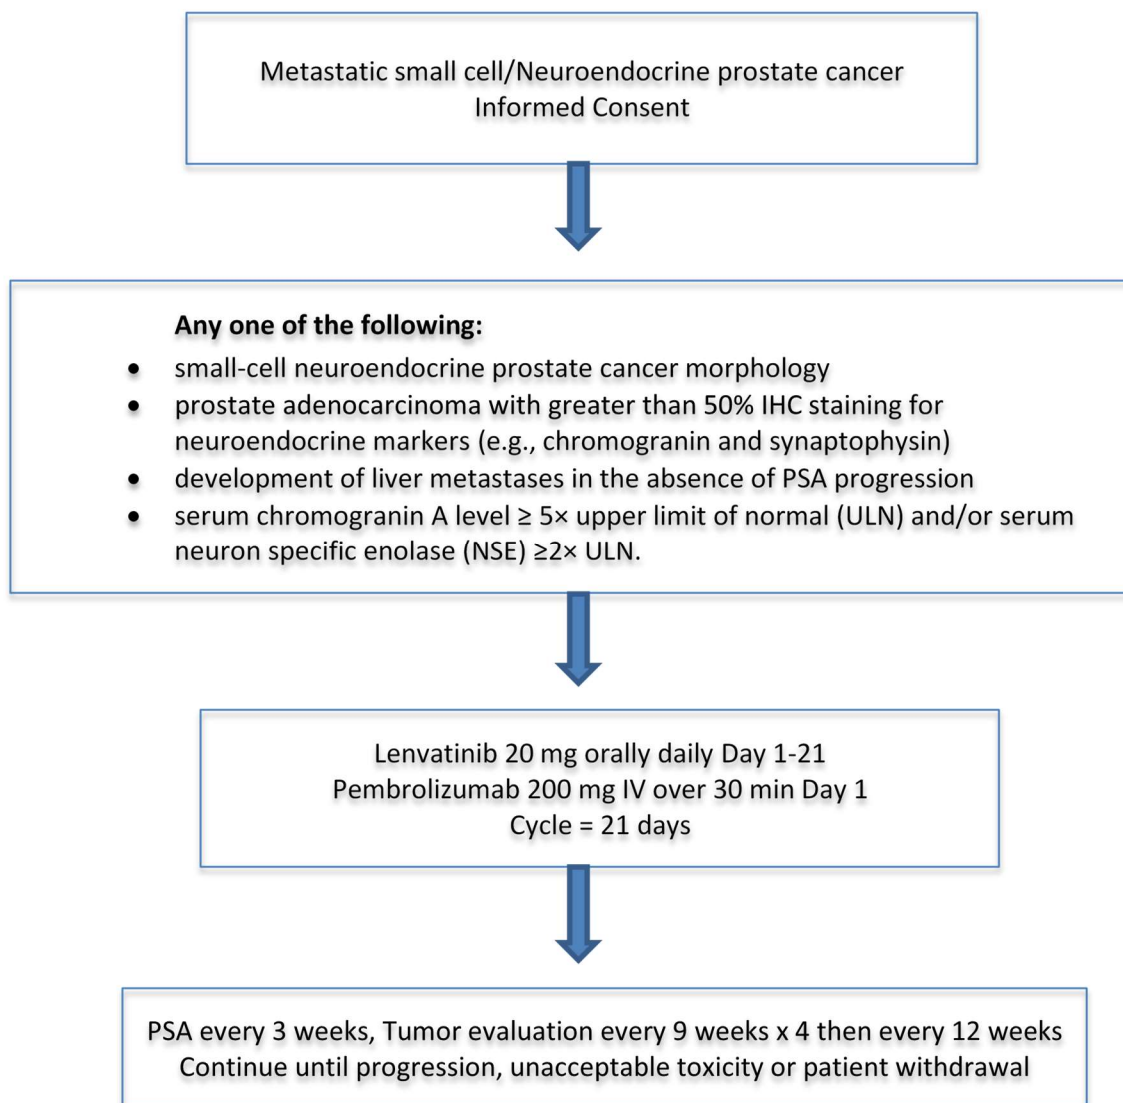 Metastatic small cell/Neuroendocrine prostate cancer
Informed Consent
Any one of the following:
• small-cell neuroendocrine prostate cancer morphology
• prostate adenocarcinoma with greater than 50% IHC staining for
neuroendocrine markers (e.g., chromogranin and synaptophysin)
• development of liver metastases in the absence of PSA progression
• serum chromogranin A level ≥ 5× upper limit of normal (ULN) and/or serum
neuron specific enolase (NSE) ≥2× ULN.
Lenvatinib 20 mg orally daily Day 1-21
Pembrolizumab 200 mg IV over 30 min Day 1
Cycle = 21 days
PSA every 3 weeks, Tumor evaluation every 9 weeks x 4 then every 12 weeks
Continue until progression, unacceptable toxicity or patient withdrawal